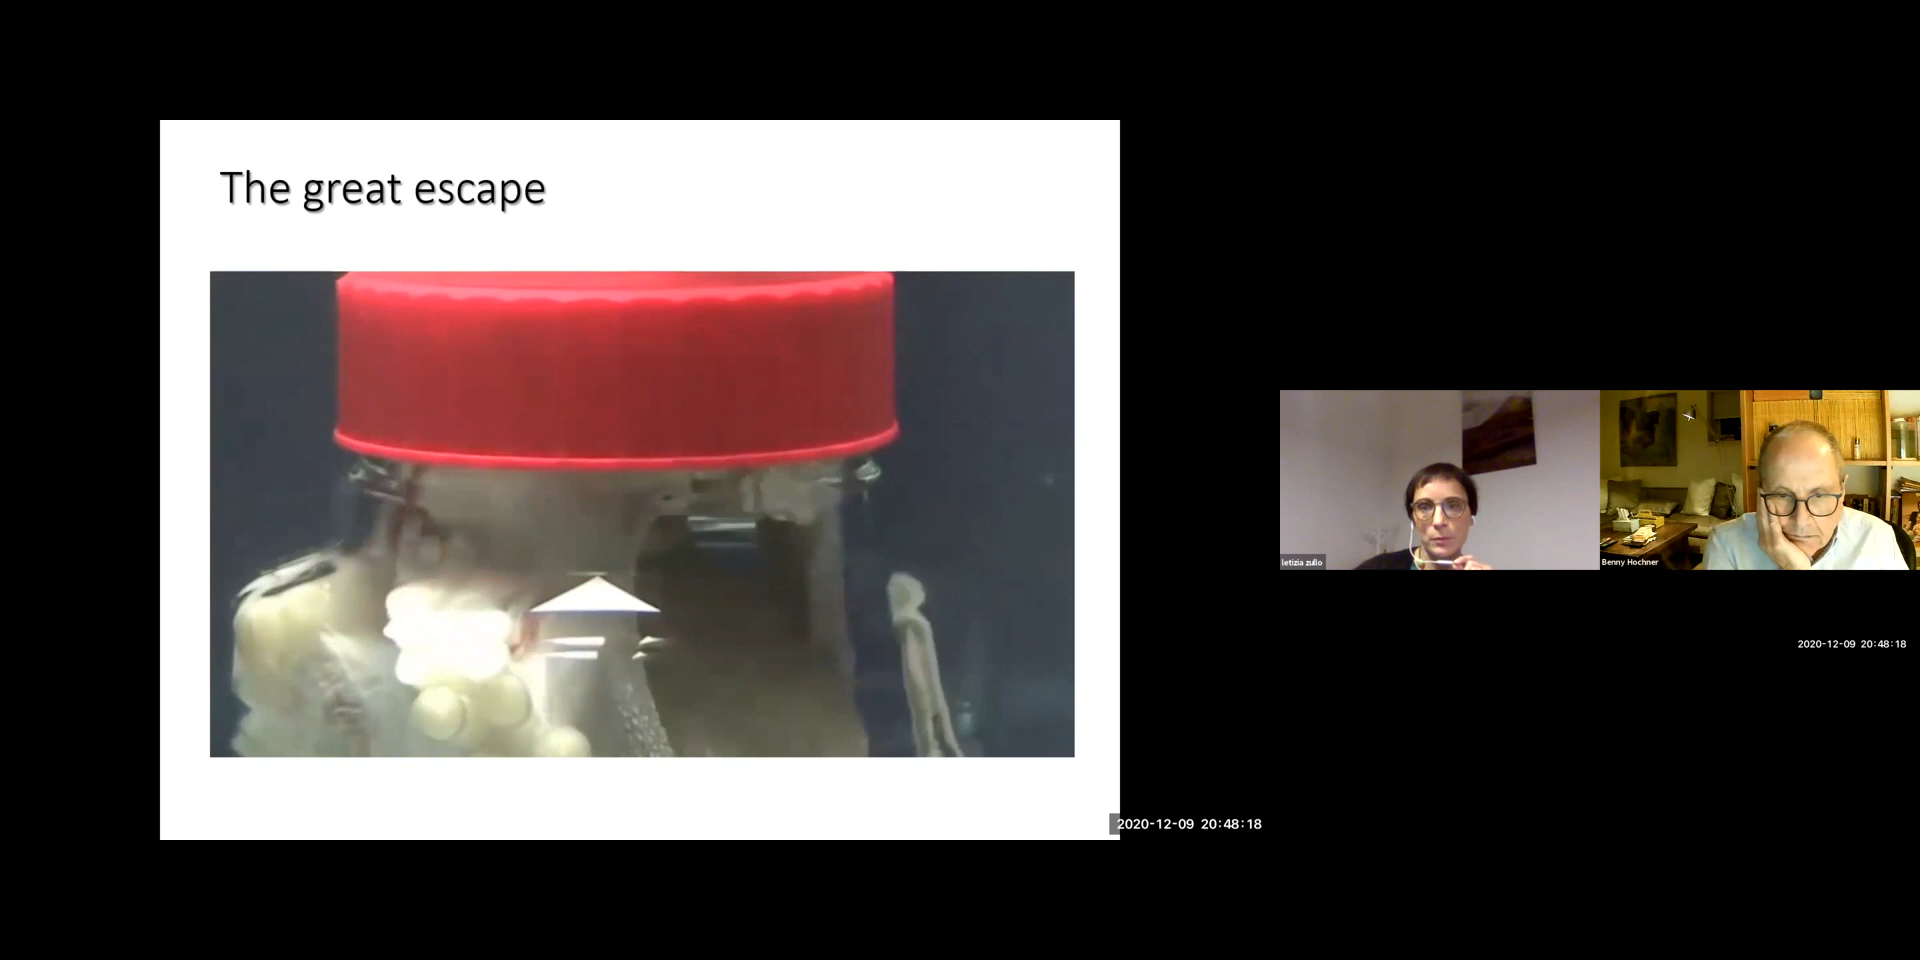 The great escape
letizia zullo
Benny Hochner
2020-12-09 20:48:18
2020-12-09 20:48:18